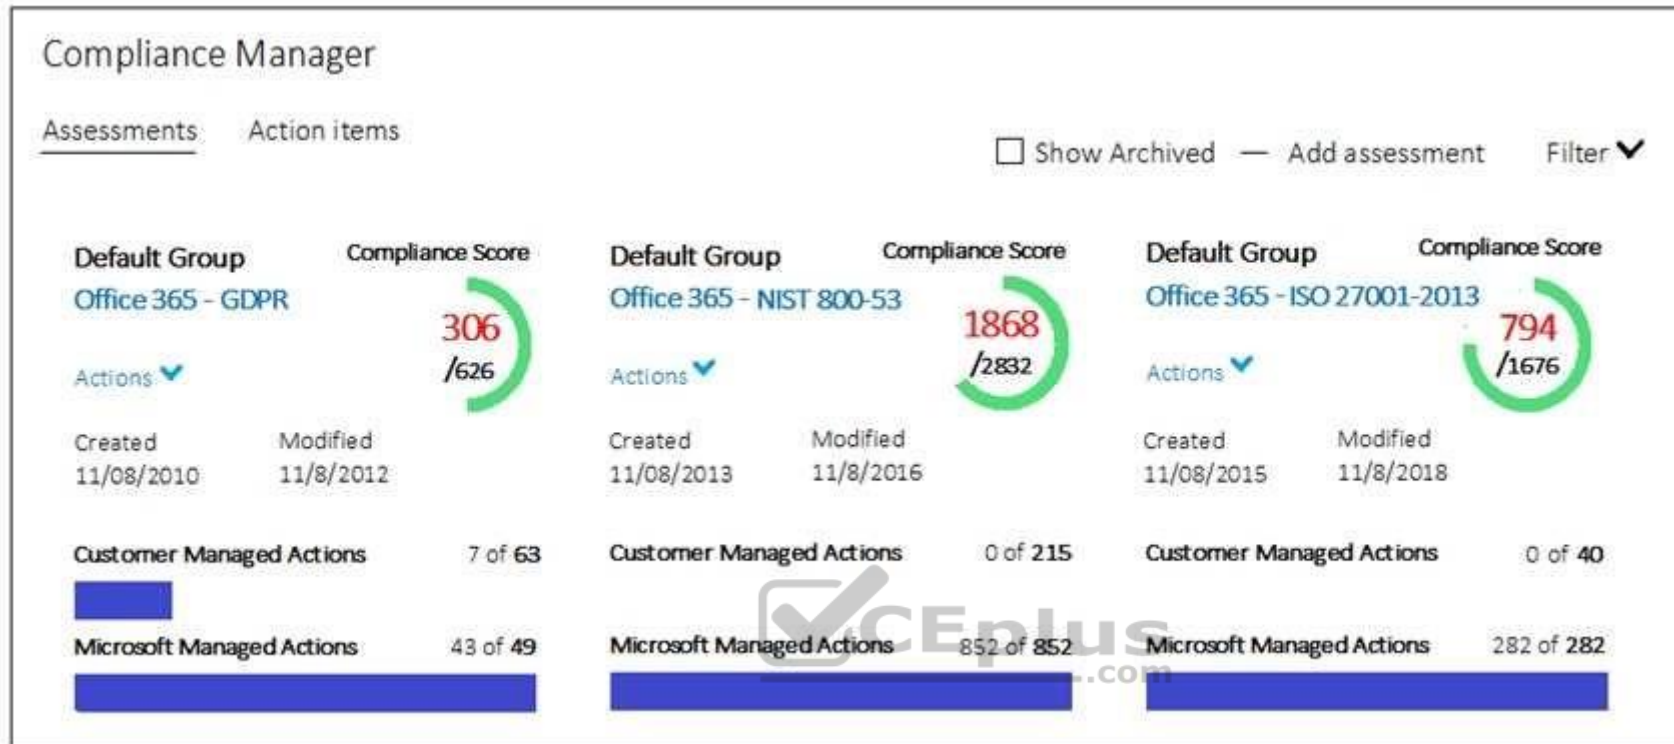 Compliance Manager
Assessments Action items
Show Archived — Add assessment Filter
Default Group Compliance Score
Office 365 - GDPR
306
/626
Actions
Created Modified
11/08/2010 11/8/2012
Customer Managed Actions 7 of 63
Microsoft Managed Actions 43 of 49
Default Group Compliance Score
Office 365 - NIST 800-53
1868
/2832
Actions
Created Modified
11/08/2013 11/8/2016
Customer Managed Actions 0 of 215
Microsoft Managed Actions 852 of 852
Default Group Compliance Score
Office 365 - ISO 27001-2013
794
/1676
Actions
Created Modified
11/08/2015 11/8/2018
Customer Managed Actions 0 of 40
Microsoft Managed Actions 282 of 282
CEplus
.com